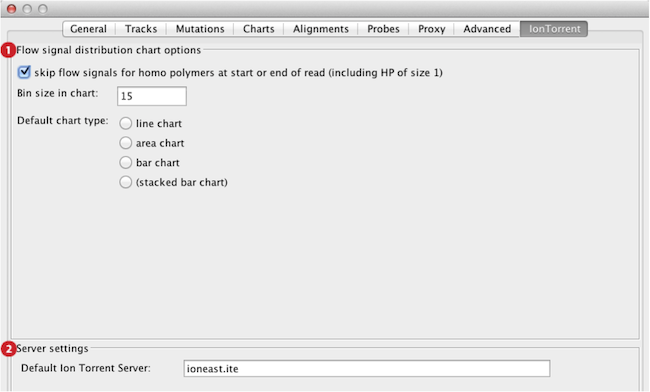 General Tracks Mutations Charts Alignments Probes Proxy Advanced IonTorrent
1 Flow signal distribution chart options
skip flow signals for homo polymers at start or end of read (including HP of size 1)
Bin size in chart: 15
Default chart type: line chart
area chart
bar chart
(stacked bar chart)
2 Server settings
Default Ion Torrent Server: ioneast.ite